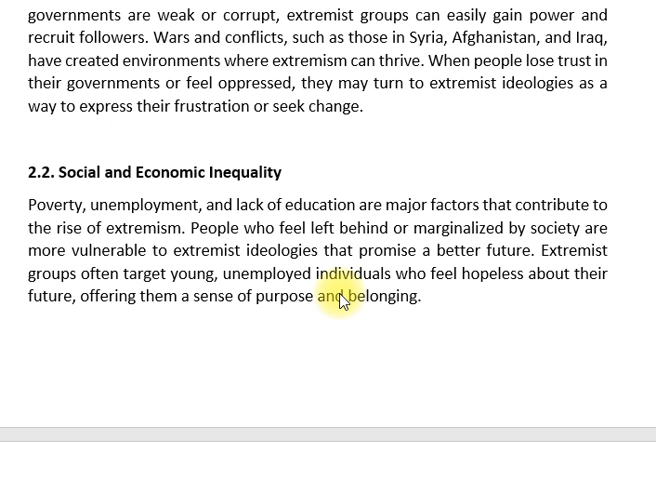 governments are weak or corrupt, extremist groups can easily gain power and
recruit followers. Wars and conflicts, such as those in Syria, Afghanistan, and Iraq,
have created environments where extremism can thrive. When people lose trust in
their governments or feel oppressed, they may turn to extremist ideologies as a
way to express their frustration or seek change.
2.2. Social and Economic Inequality
Poverty, unemployment, and lack of education are major factors that contribute to
the rise of extremism. People who feel left behind or marginalized by society are
more vulnerable to extremist ideologies that promise a better future. Extremist
groups often target young, unemployed individuals who feel hopeless about their
future, offering them a sense of purpose and belonging.